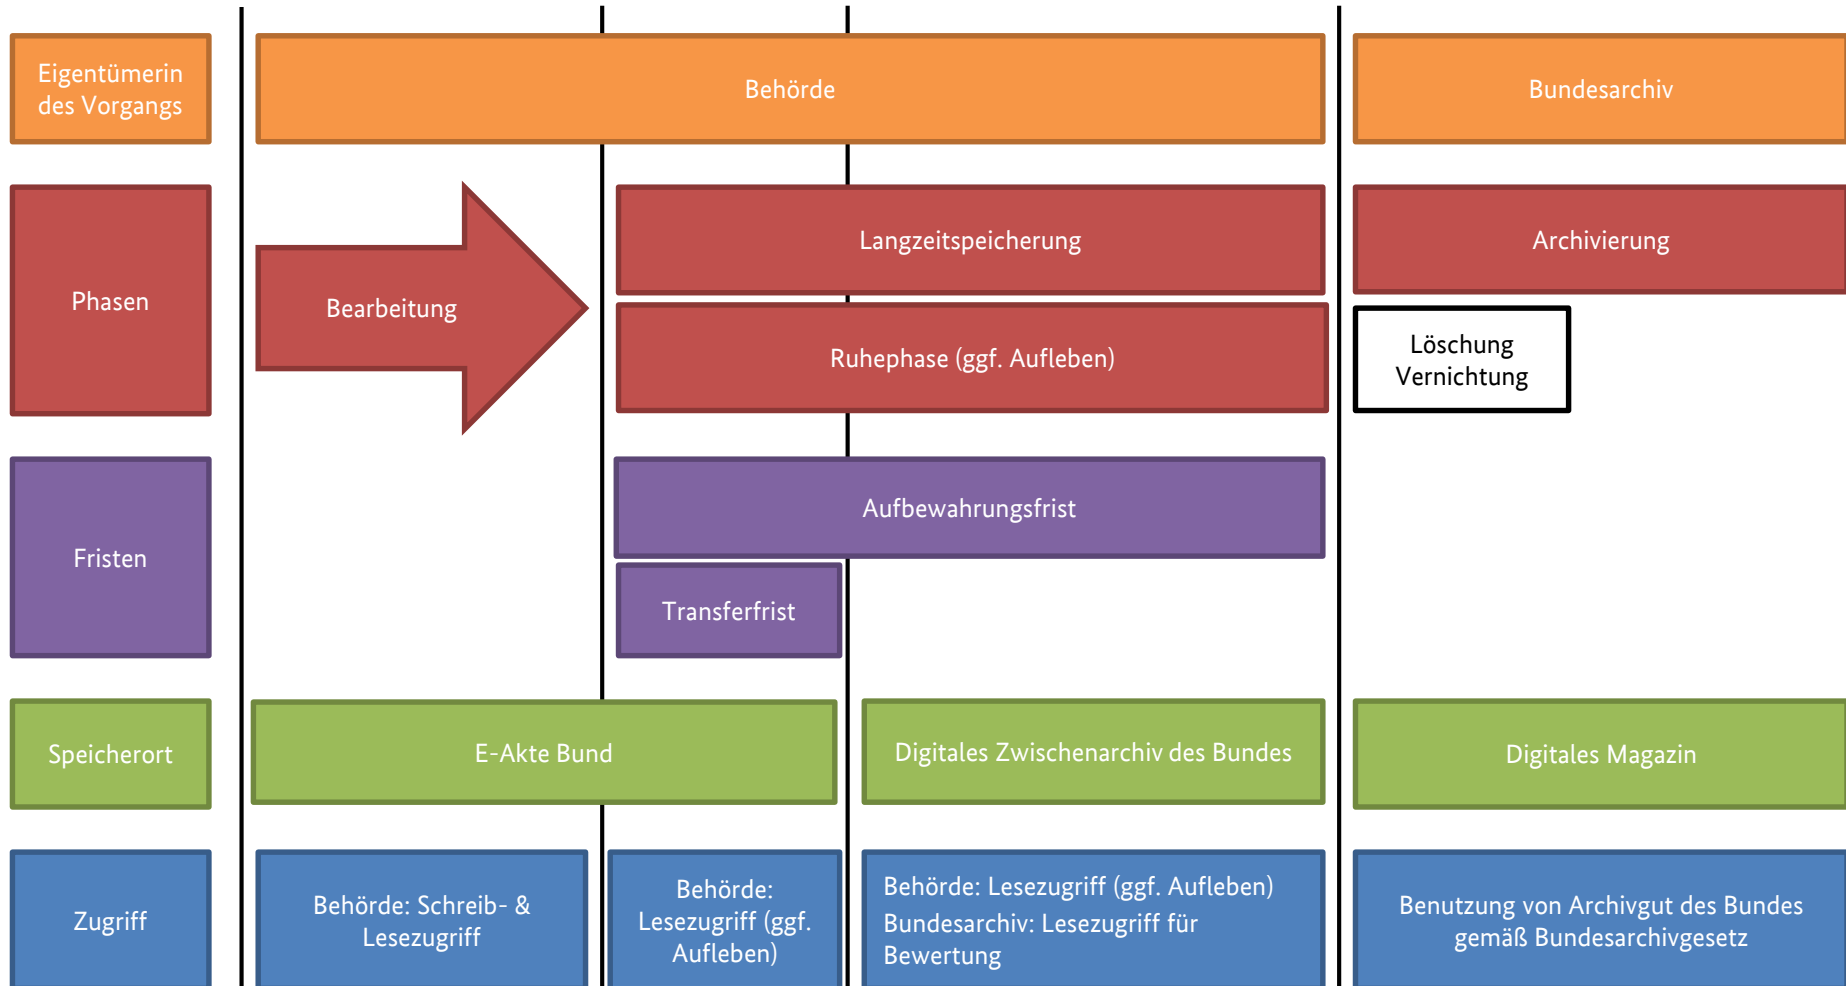 Eigentümerin
des Vorgangs
Behörde
Bundesarchiv
Phasen
Bearbeitung
Langzeitspeicherung
Ruhephase (ggf. Aufleben)
Archivierung
Löschung
Vernichtung
Fristen
Aufbewahrungsfrist
Transferfrist
Speicherort
E-Akte Bund
Digitales Zwischenarchiv des Bundes
Digitales Magazin
Zugriff
Behörde: Schreib- &
Lesezugriff
Behörde:
Lesezugriff (ggf.
Aufleben)
Behörde: Lesezugriff (ggf. Aufleben)
Bundesarchiv: Lesezugriff für
Bewertung
Benutzung von Archivgut des Bundes
gemäß Bundesarchivgesetz